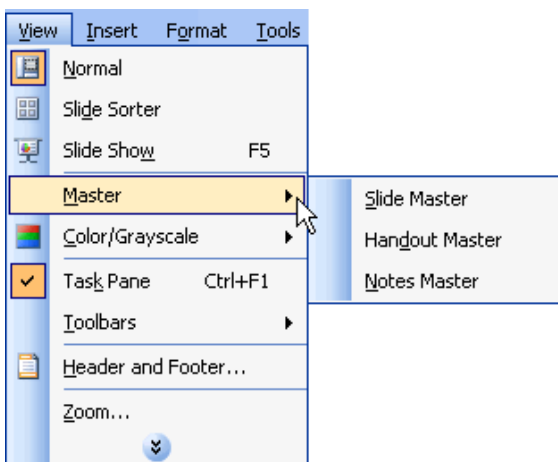 View Insert Format Tools
Normal
Slide Sorter
Slide Show F5
Master
Slide Master
Color/Grayscale
Handout Master
Task Pane Ctrl+F1
Notes Master
Toolbars
Header and Footer...
Zoom...